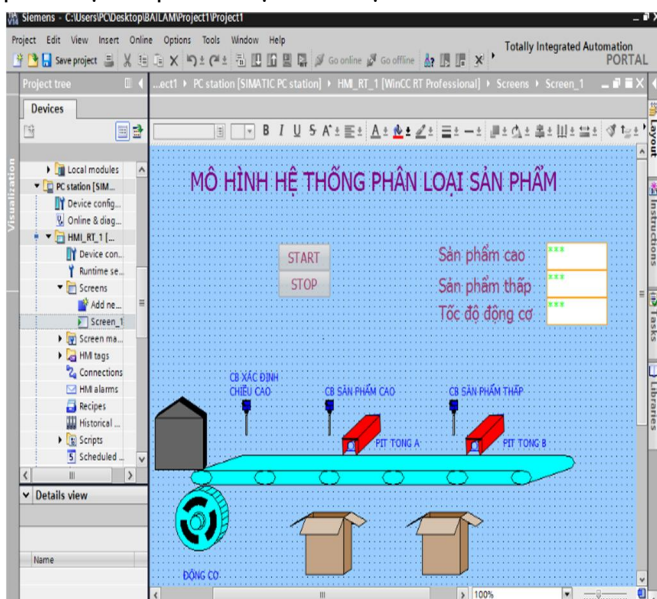 Siemens - C:\Users\PC\Desktop\BAILAM\Project1\Project1
Project Edit View Insert Online Options Tools Window Help
Totally Integrated Automation
PORTAL
Save project
Go online
Go offline
Project tree
...ect1 ▸ PC station [SIMATIC PC station] ▸ HMI_RT_1 [WinCC RT Professional] ▸ Screens ▸ Screen_1
Devices
B I U S
Visualization
Layout
Instructions
Tasks
Libraries
Local modules
PC station [SIM...
Device config...
Online & diag...
HMI_RT_1 [...
Device con...
Runtime se...
Screens
Add ne...
Screen_1
Screen ma...
HMI tags
Connections
HMI alarms
Recipes
Historical ...
Scripts
Scheduled ...
Details view
Name
MÔ HÌNH HỆ THỐNG PHÂN LOẠI SẢN PHẨM
START
STOP
Sản phẩm cao ***
Sản phẩm thấp ***
Tốc độ động cơ ***
CB XÁC ĐỊNH
CHIỀU CAO
CB SẢN PHẨM CAO
CB SẢN PHẨM THẤP
PIT TONG A
PIT TONG B
ĐỘNG CƠ
100%